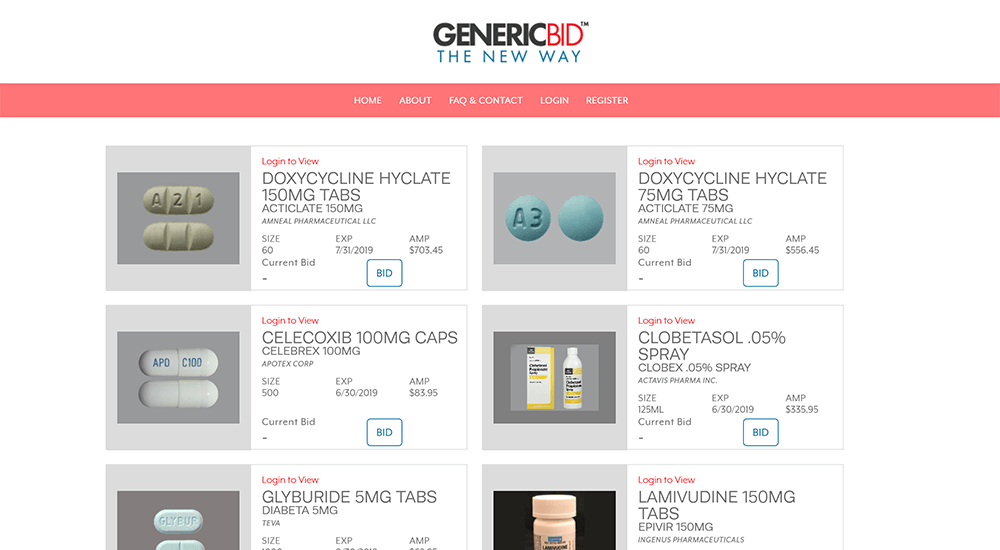 GENERICBID™
THE NEW WAY
HOME ABOUT FAQ & CONTACT LOGIN REGISTER
A 2 1
Login to View
DOXYCYCLINE HYCLATE
150MG TABS
ACTICLATE 150MG
AMNEAL PHARMACEUTICAL LLC
SIZE EXP AMP
60 7/31/2019 $703.45
Current Bid
-
BID
A3
Login to View
DOXYCYCLINE HYCLATE
75MG TABS
ACTICLATE 75MG
AMNEAL PHARMACEUTICAL LLC
SIZE EXP AMP
60 7/31/2019 $556.45
Current Bid
-
BID
APO C100
Login to View
CELECOXIB 100MG CAPS
CELEBREX 100MG
APOTEX CORP
SIZE EXP AMP
500 6/30/2019 $83.95
Current Bid
-
BID
Login to View
CLOBETASOL .05%
SPRAY
CLOBEX .05% SPRAY
ACTAVIS PHARMA INC.
SIZE EXP AMP
125ML 6/30/2019 $335.95
Current Bid
-
BID
GLYBUR
Login to View
GLYBURIDE 5MG TABS
DIABETA 5MG
TEVA
SIZE EXP AMP
LAMIVUDINE
Login to View
LAMIVUDINE 150MG
TABS
EPIVIR 150MG
INGENUS PHARMACEUTICALS